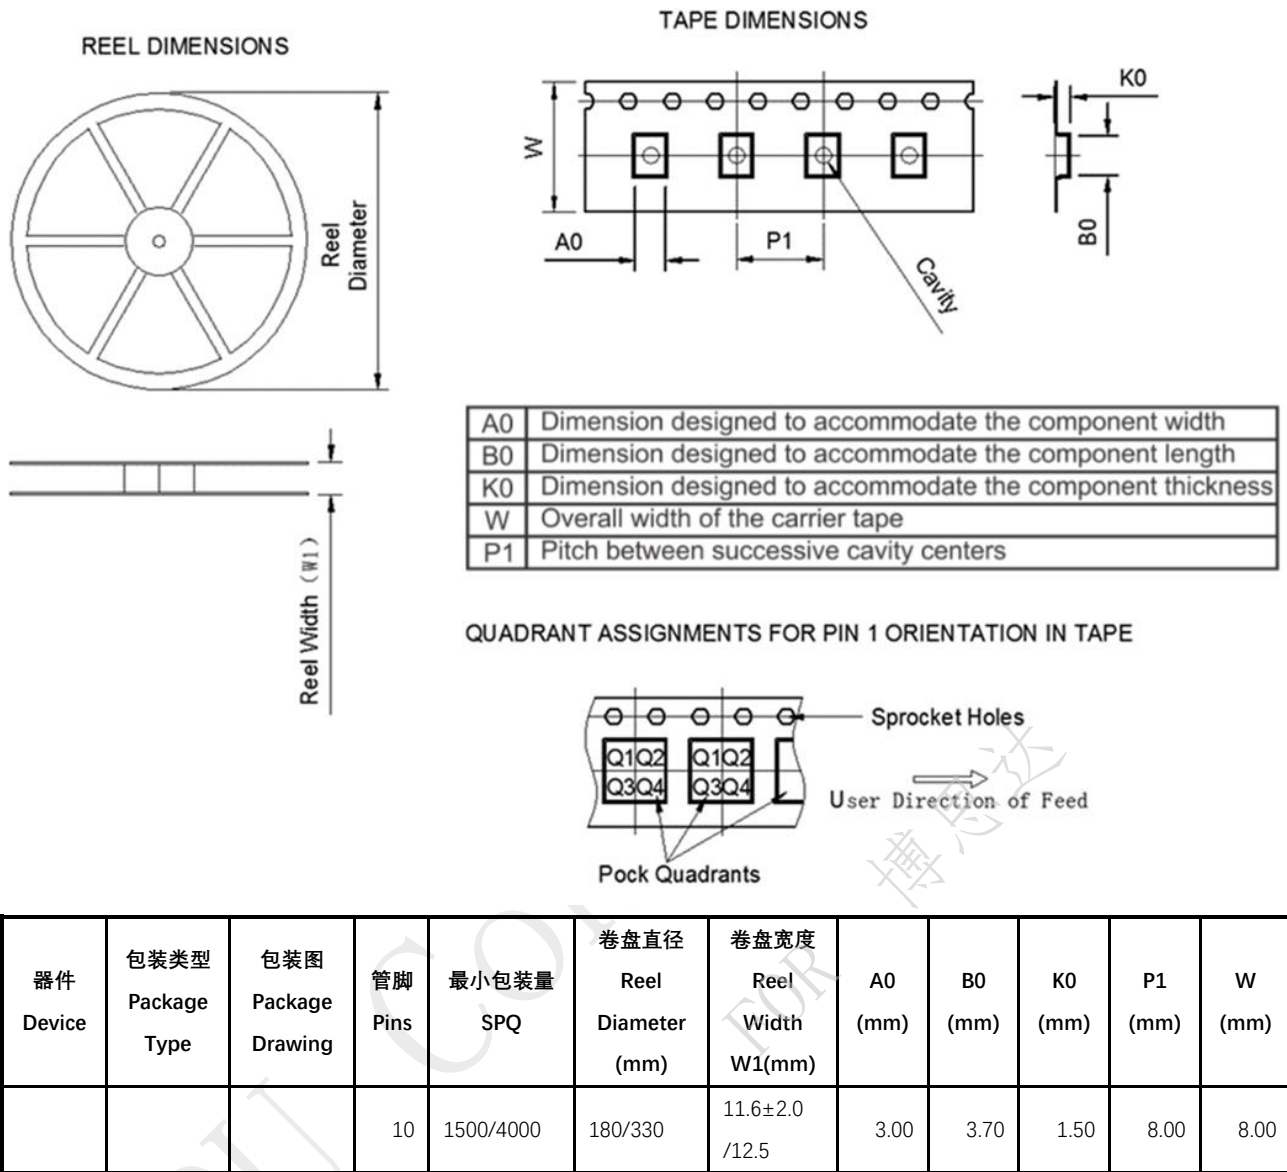 REEL DIMENSIONS
TAPE DIMENSIONS
Reel
Diameter
W
A0
P1
Cavity
K0
B0
Reel Width（W1）
A0 Dimension designed to accommodate the component width
B0 Dimension designed to accommodate the component length
K0 Dimension designed to accommodate the component thickness
W Overall width of the carrier tape
P1 Pitch between successive cavity centers
QUADRANT ASSIGNMENTS FOR PIN 1 ORIENTATION IN TAPE
Sprocket Holes
Q1 Q2 Q1 Q2
Q3 Q4 Q3 Q4
User Direction of Feed
Pock Quadrants
FOR 博思达
器件
Device
包装类型
Package
Type
包装图
Package
Drawing
管脚
Pins
最小包装量
SPQ
卷盘直径
Reel
Diameter
(mm)
卷盘宽度
Reel
Width
W1(mm)
A0
(mm)
B0
(mm)
K0
(mm)
P1
(mm)
W
(mm)
10
1500/4000
180/330
11.6±2.0
/12.5
3.00
3.70
1.50
8.00
8.00